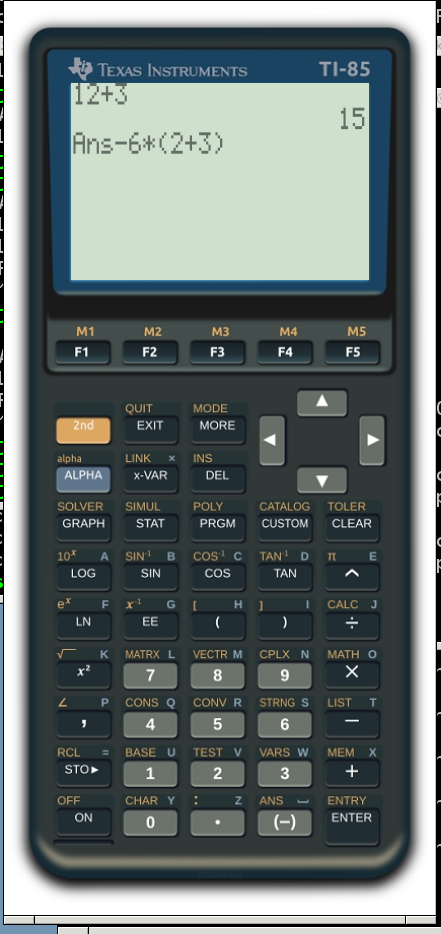 TEXAS INSTRUMENTS TI-85
12+3
15
Ans-6*(2+3)
M1 M2 M3 M4 M5
F1 F2 F3 F4 F5
QUIT MODE
2nd EXIT MORE
alpha LINK × INS
ALPHA x-VAR DEL
SOLVER SIMUL POLY CATALOG TOLER
GRAPH STAT PRGM CUSTOM CLEAR
10ˣ A SIN⁻¹ B COS⁻¹ C TAN⁻¹ D π E
LOG SIN COS TAN ^
eˣ F x⁻¹ G [ H ] I CALC J
LN EE ( ) ÷
√ K MATRX L VECTR M CPLX N MATH O
x² 7 8 9 ×
∠ P CONS Q CONV R STRNG S LIST T
, 4 5 6 −
RCL = BASE U TEST V VARS W MEM X
STO► 1 2 3 +
OFF CHAR Y : Z ANS ⎵ ENTRY
ON 0 . (−) ENTER